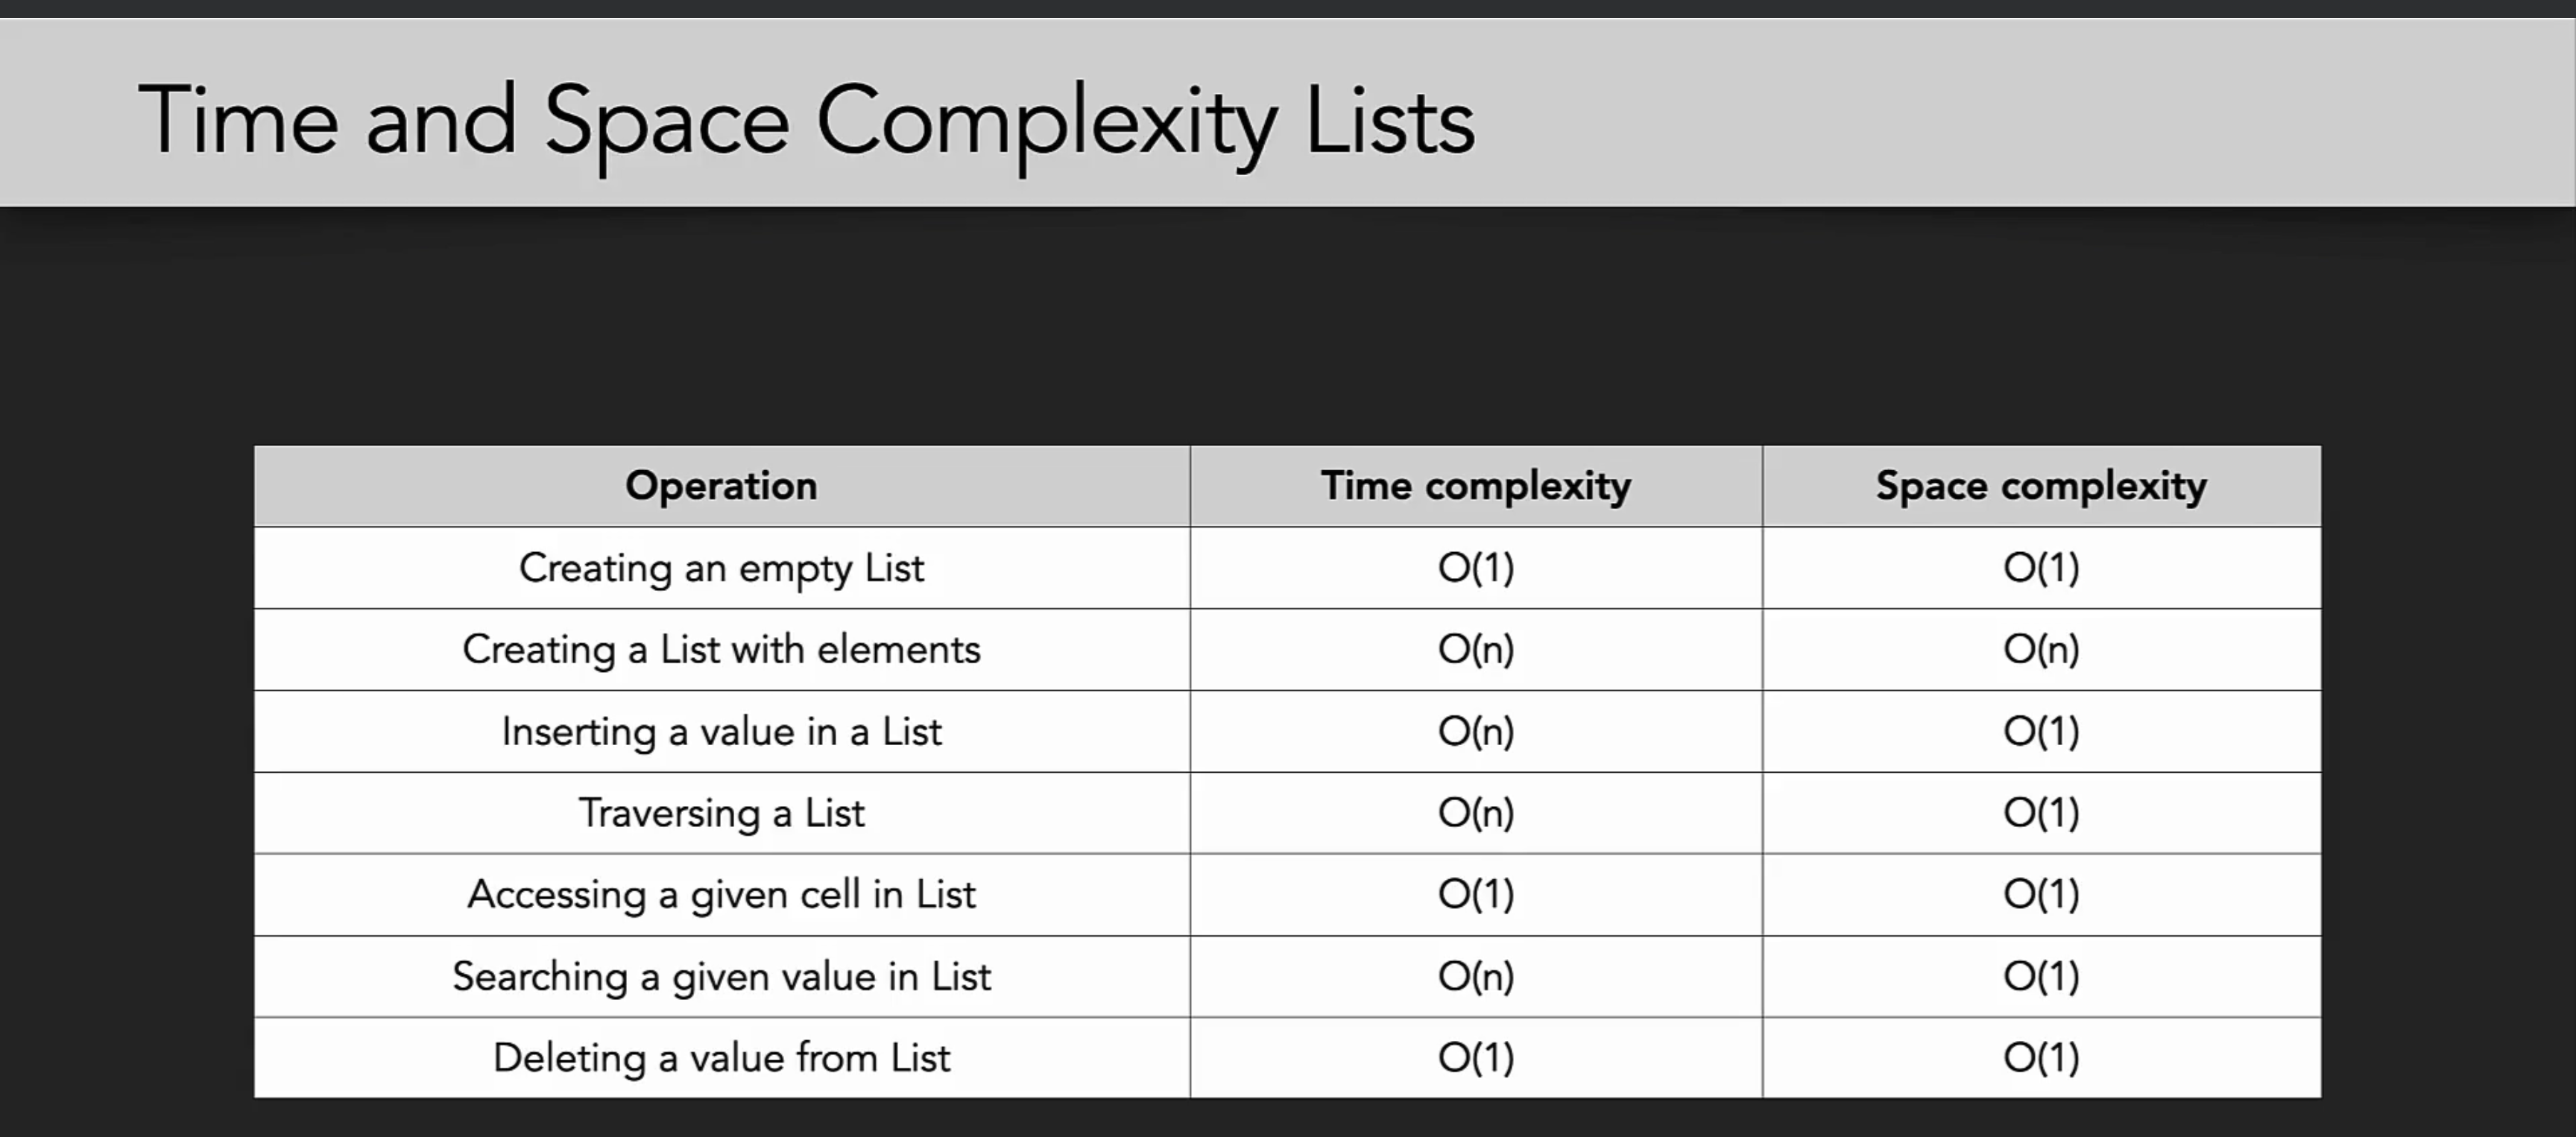 Time and Space Complexity Lists
Operation Time complexity Space complexity
Creating an empty List O(1) O(1)
Creating a List with elements O(n) O(n)
Inserting a value in a List O(n) O(1)
Traversing a List O(n) O(1)
Accessing a given cell in List O(1) O(1)
Searching a given value in List O(n) O(1)
Deleting a value from List O(1) O(1)